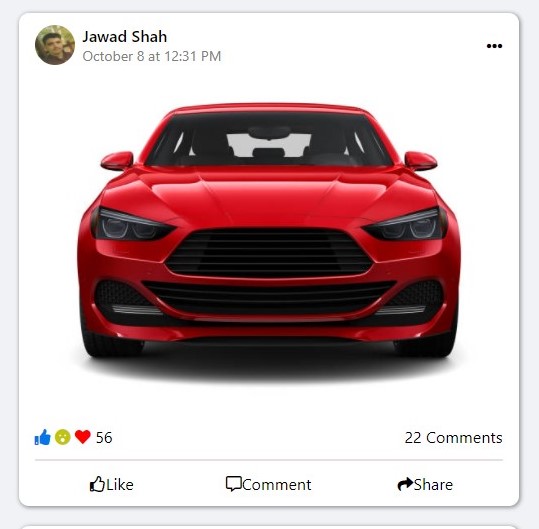 Jawad Shah
October 8 at 12:31 PM
56
22 Comments
Like
Comment
Share